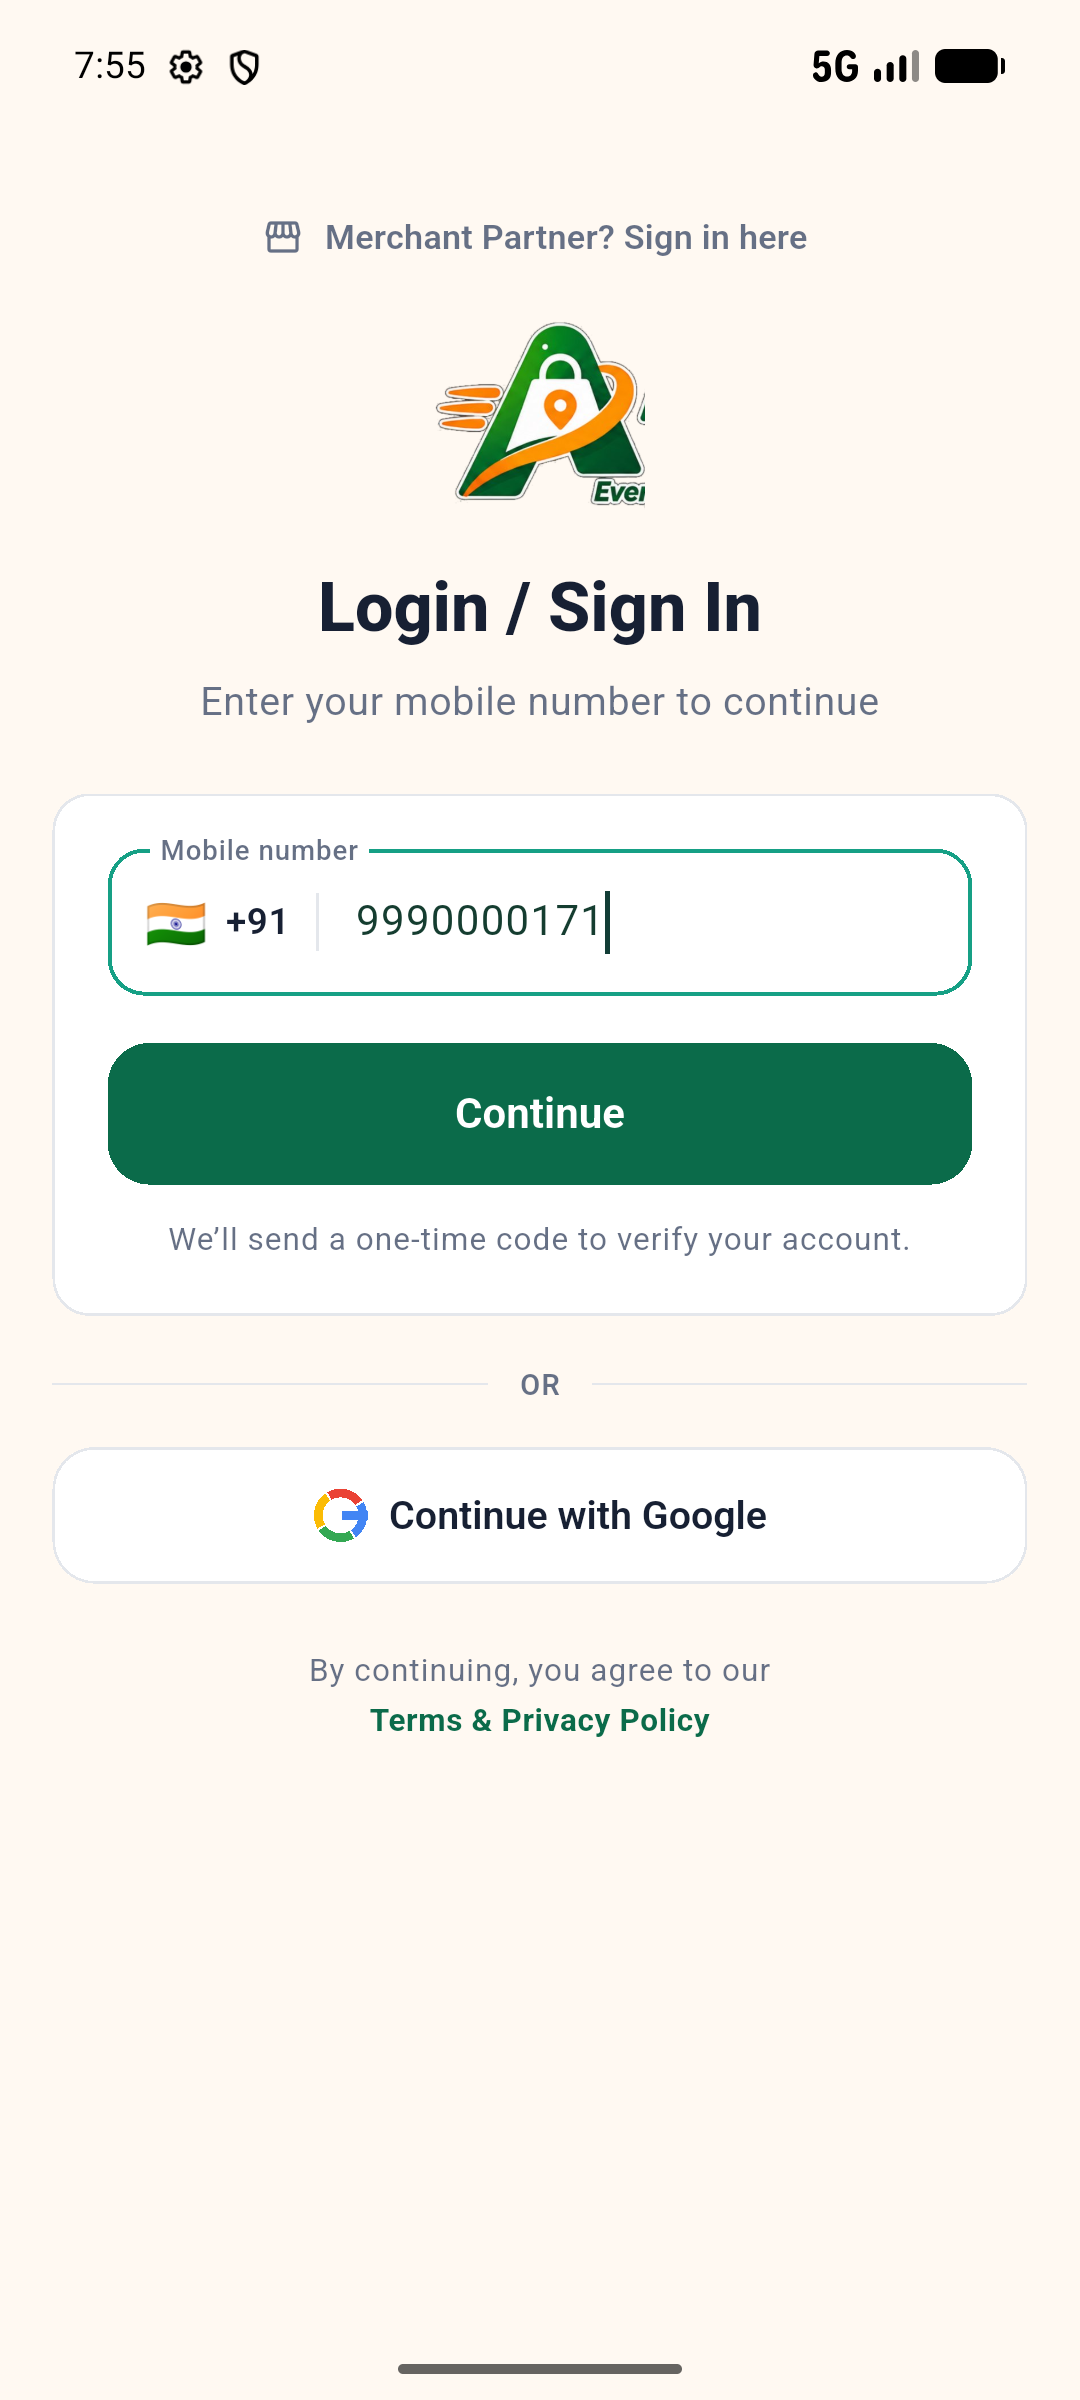 7:55 5G
Merchant Partner? Sign in here
Login / Sign In
Enter your mobile number to continue
Mobile number
+91 9990000171
Continue
We’ll send a one-time code to verify your account.
OR
Continue with Google
By continuing, you agree to our
Terms & Privacy Policy